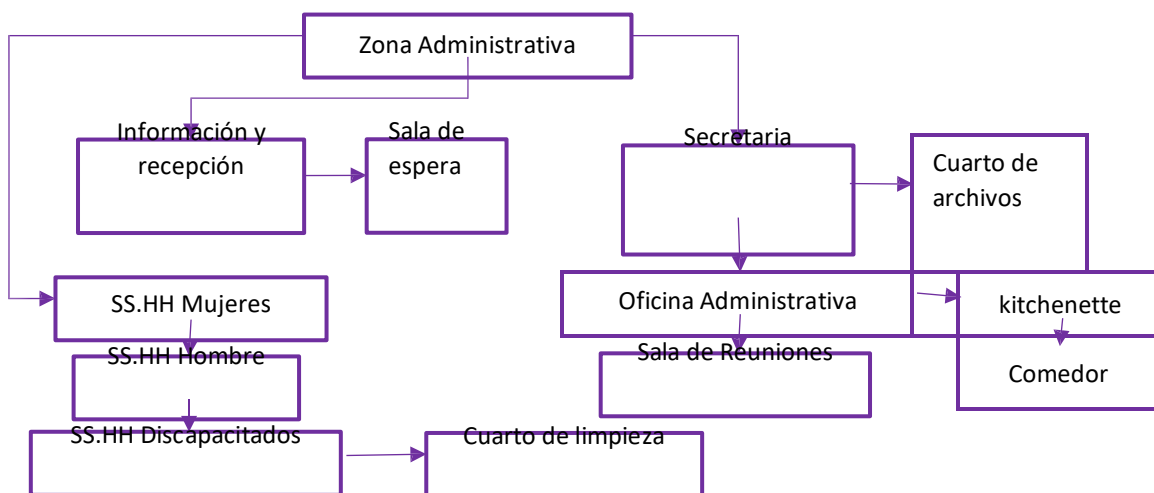 Zona Administrativa
Información y
recepción
Sala de
espera
Secretaria
Cuarto de
archivos
SS.HH Mujeres
Oficina Administrativa
kitchenette
SS.HH Hombre
Sala de Reuniones
Comedor
SS.HH Discapacitados
Cuarto de limpieza